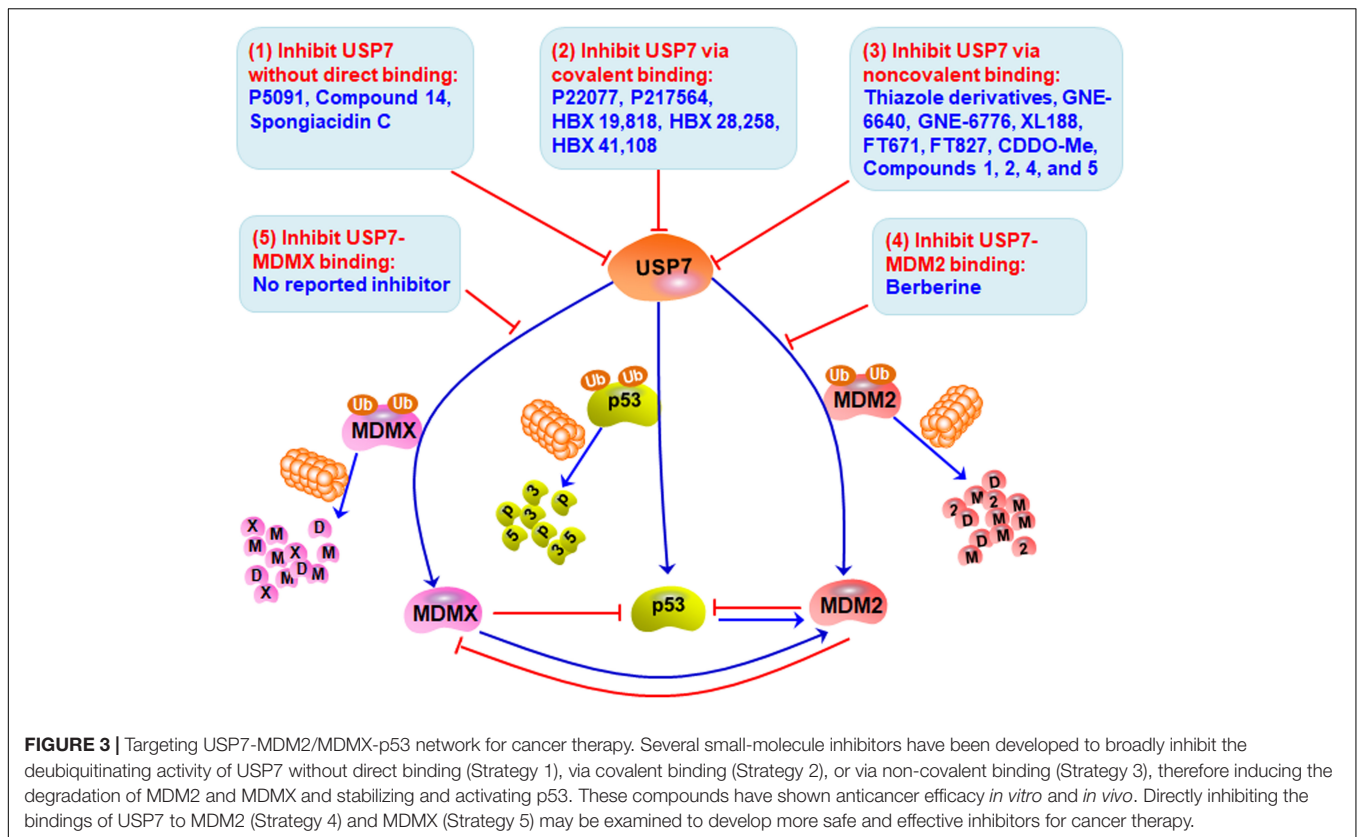 (1) Inhibit USP7
without direct binding:
P5091, Compound 14,
Spongiacidin C
(2) Inhibit USP7 via
covalent binding:
P22077, P217564,
HBX 19,818, HBX 28,258,
HBX 41,108
(3) Inhibit USP7 via
noncovalent binding:
Thiazole derivatives, GNE-
6640, GNE-6776, XL188,
FT671, FT827, CDDO-Me,
Compounds 1, 2, 4, and 5
(5) Inhibit USP7-
MDMX binding:
No reported inhibitor
USP7
(4) Inhibit USP7-
MDM2 binding:
Berberine
Ub Ub
MDMX
Ub Ub
p53
Ub Ub
MDM2
X M D
M M X M
D M D M
X
3 P
P 3
5 P 5
3
D
2 M 2 M
D M M
D M
M 2
MDMX
p53
MDM2
FIGURE 3 | Targeting USP7-MDM2/MDMX-p53 network for cancer therapy. Several small-molecule inhibitors have been developed to broadly inhibit the
deubiquitinating activity of USP7 without direct binding (Strategy 1), via covalent binding (Strategy 2), or via non-covalent binding (Strategy 3), therefore inducing the
degradation of MDM2 and MDMX and stabilizing and activating p53. These compounds have shown anticancer efficacy in vitro and in vivo. Directly inhibiting the
bindings of USP7 to MDM2 (Strategy 4) and MDMX (Strategy 5) may be examined to develop more safe and effective inhibitors for cancer therapy.